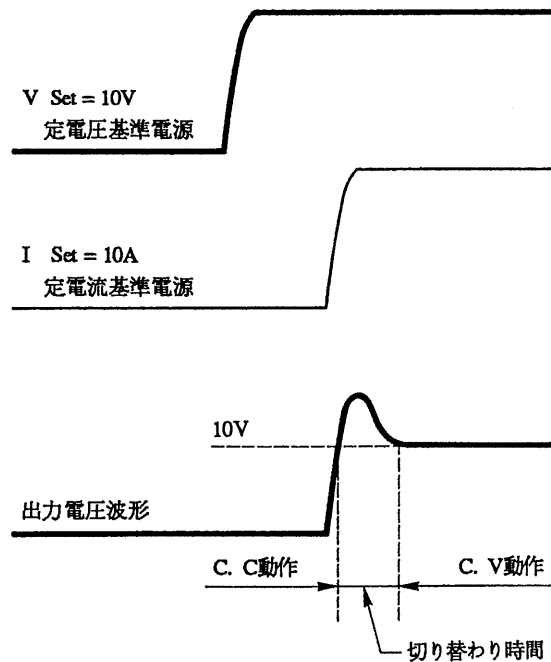 V Set = 10V
定電圧基準電源
I Set = 10A
定電流基準電源
10V
出力電圧波形
C. C動作
C. V動作
切り替わり時間